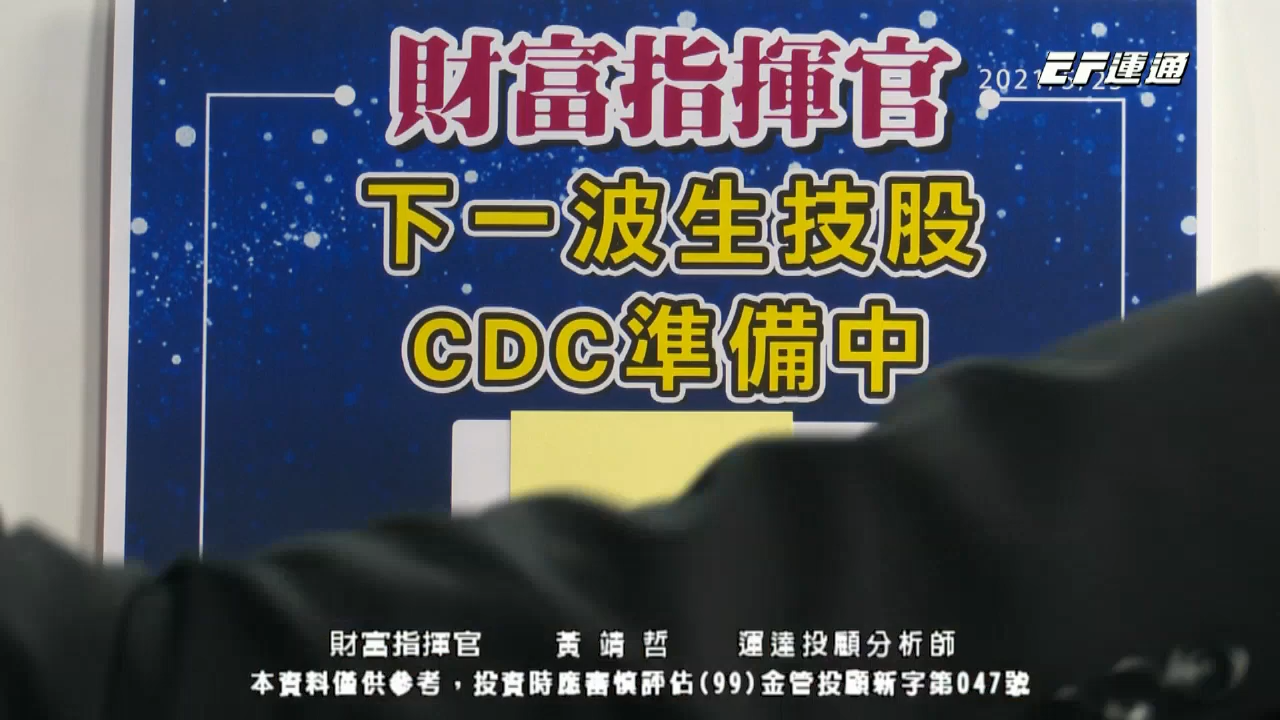 財富指揮官
運通
下一波生技股
CDC準備中
財富指揮官 黃靖哲 運達投顧分析師
本資料僅供參考，投資時應審慎評估(99)金管投顧新字第047號